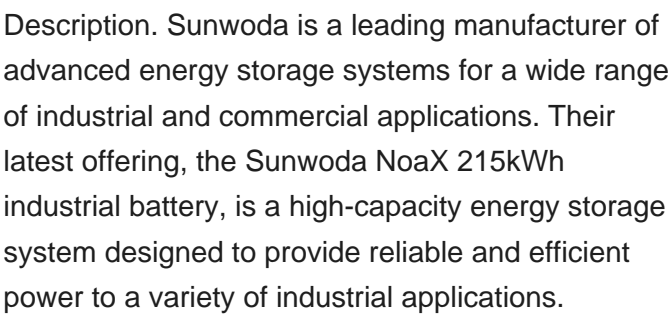 Description. Sunwoda is a leading manufacturer of
advanced energy storage systems for a wide range
of industrial and commercial applications. Their
latest offering, the Sunwoda NoaX 215kWh
industrial battery, is a high-capacity energy storage
system designed to provide reliable and efficient
power to a variety of industrial applications.